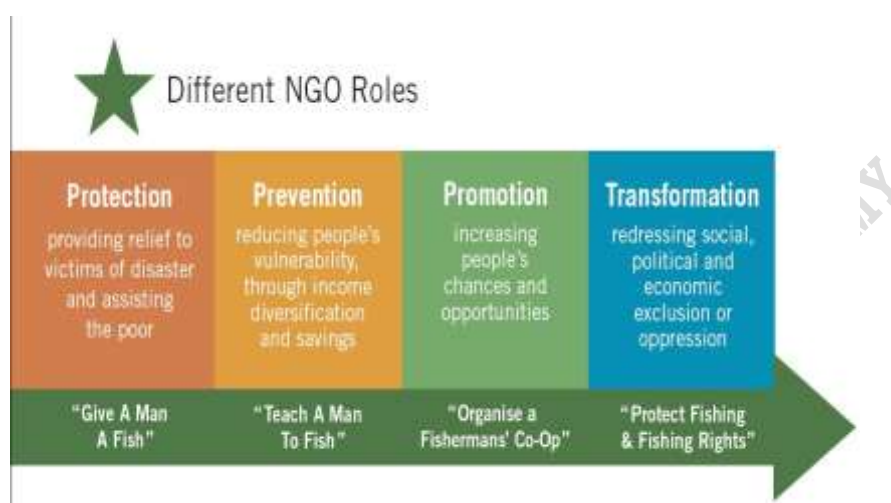 Different NGO Roles
Protection
providing relief to
victims of disaster
and assisting
the poor
Prevention
reducing people's
vulnerability,
through income
diversification
and savings
Promotion
increasing
people's
chances and
opportunities
Transformation
redressing social,
political and
economic
exclusion or
oppression
"Give A Man
A Fish"
"Teach A Man
To Fish"
"Organise a
Fishermans' Co-Op"
"Protect Fishing
& Fishing Rights"